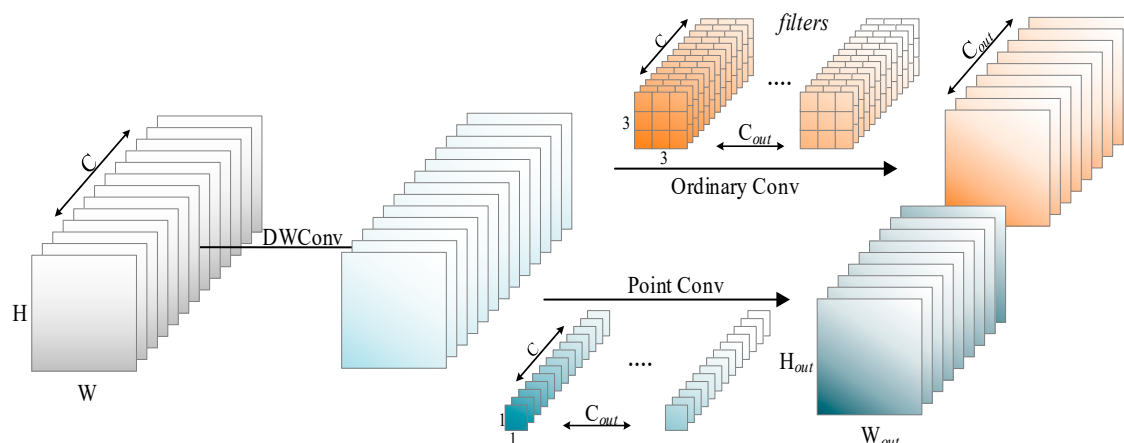 C
H
W
DWConv
C
3
3
filters
....
C_out
Ordinary Conv
C_out
Point Conv
C
1
1
....
C_out
H_out
W_out